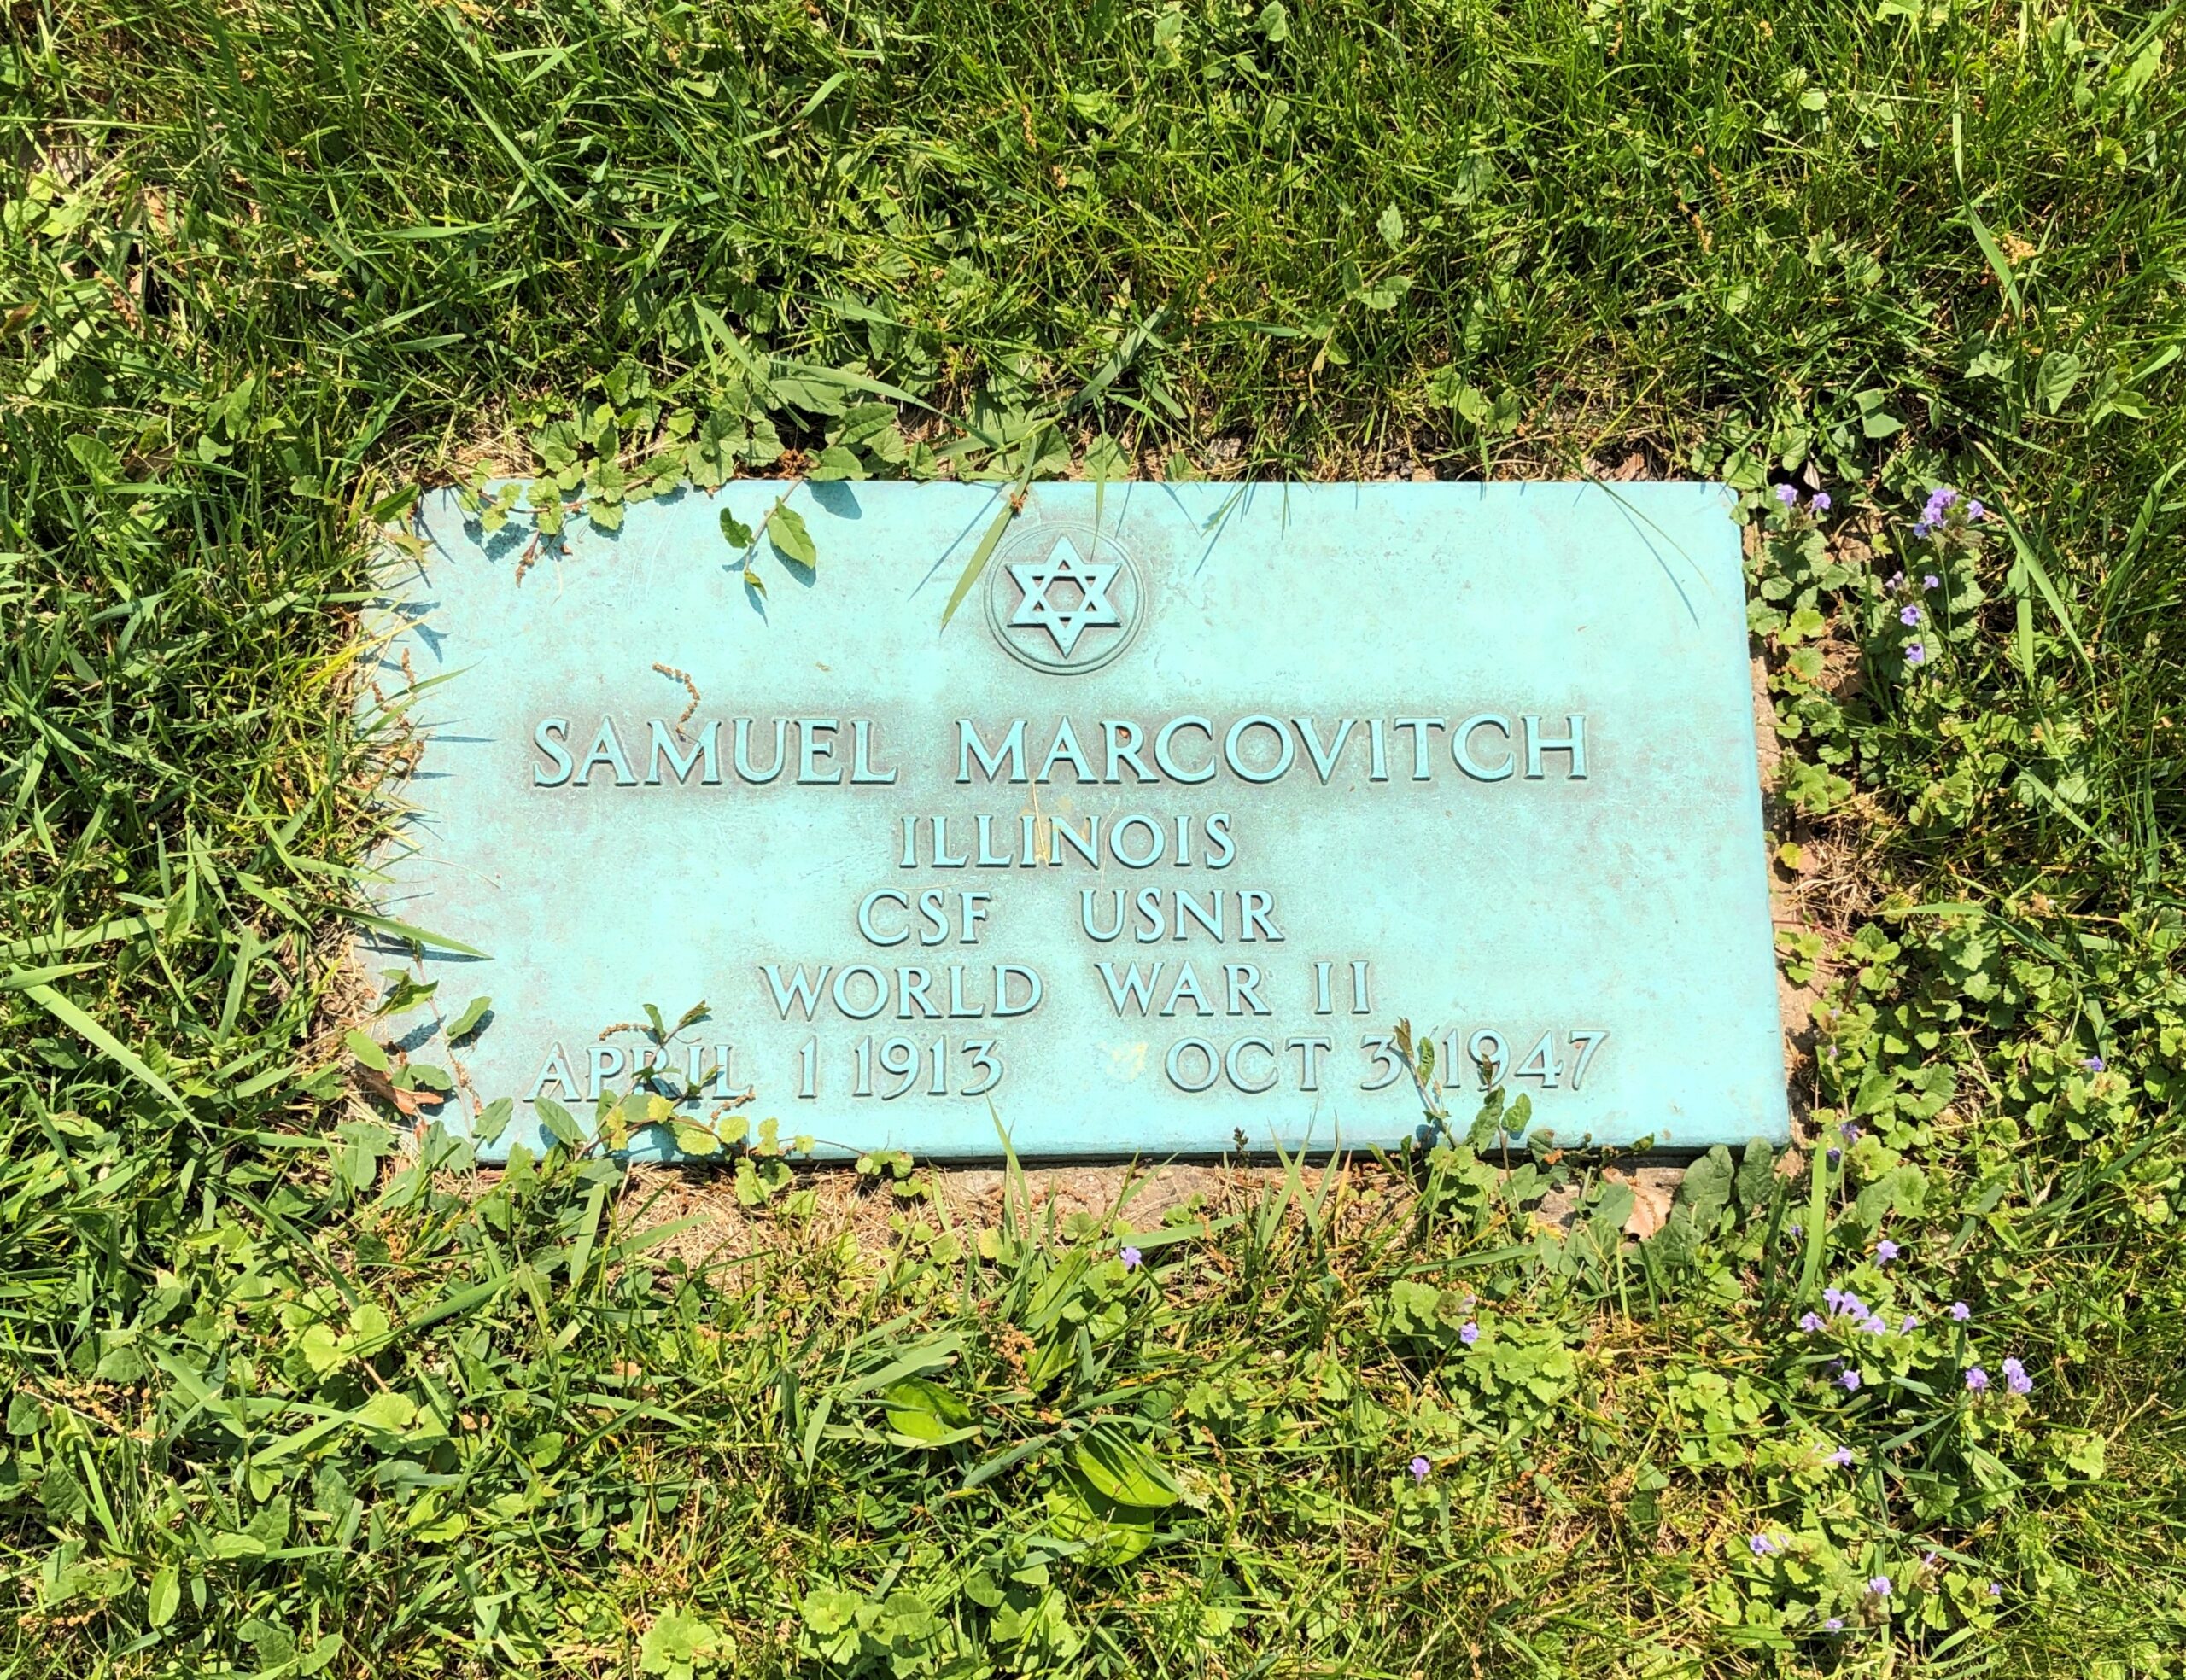 SAMUEL MARCOVITCH
ILLINOIS
CSF USNR
WORLD WAR II
APRIL 1 1913 OCT 3 1947